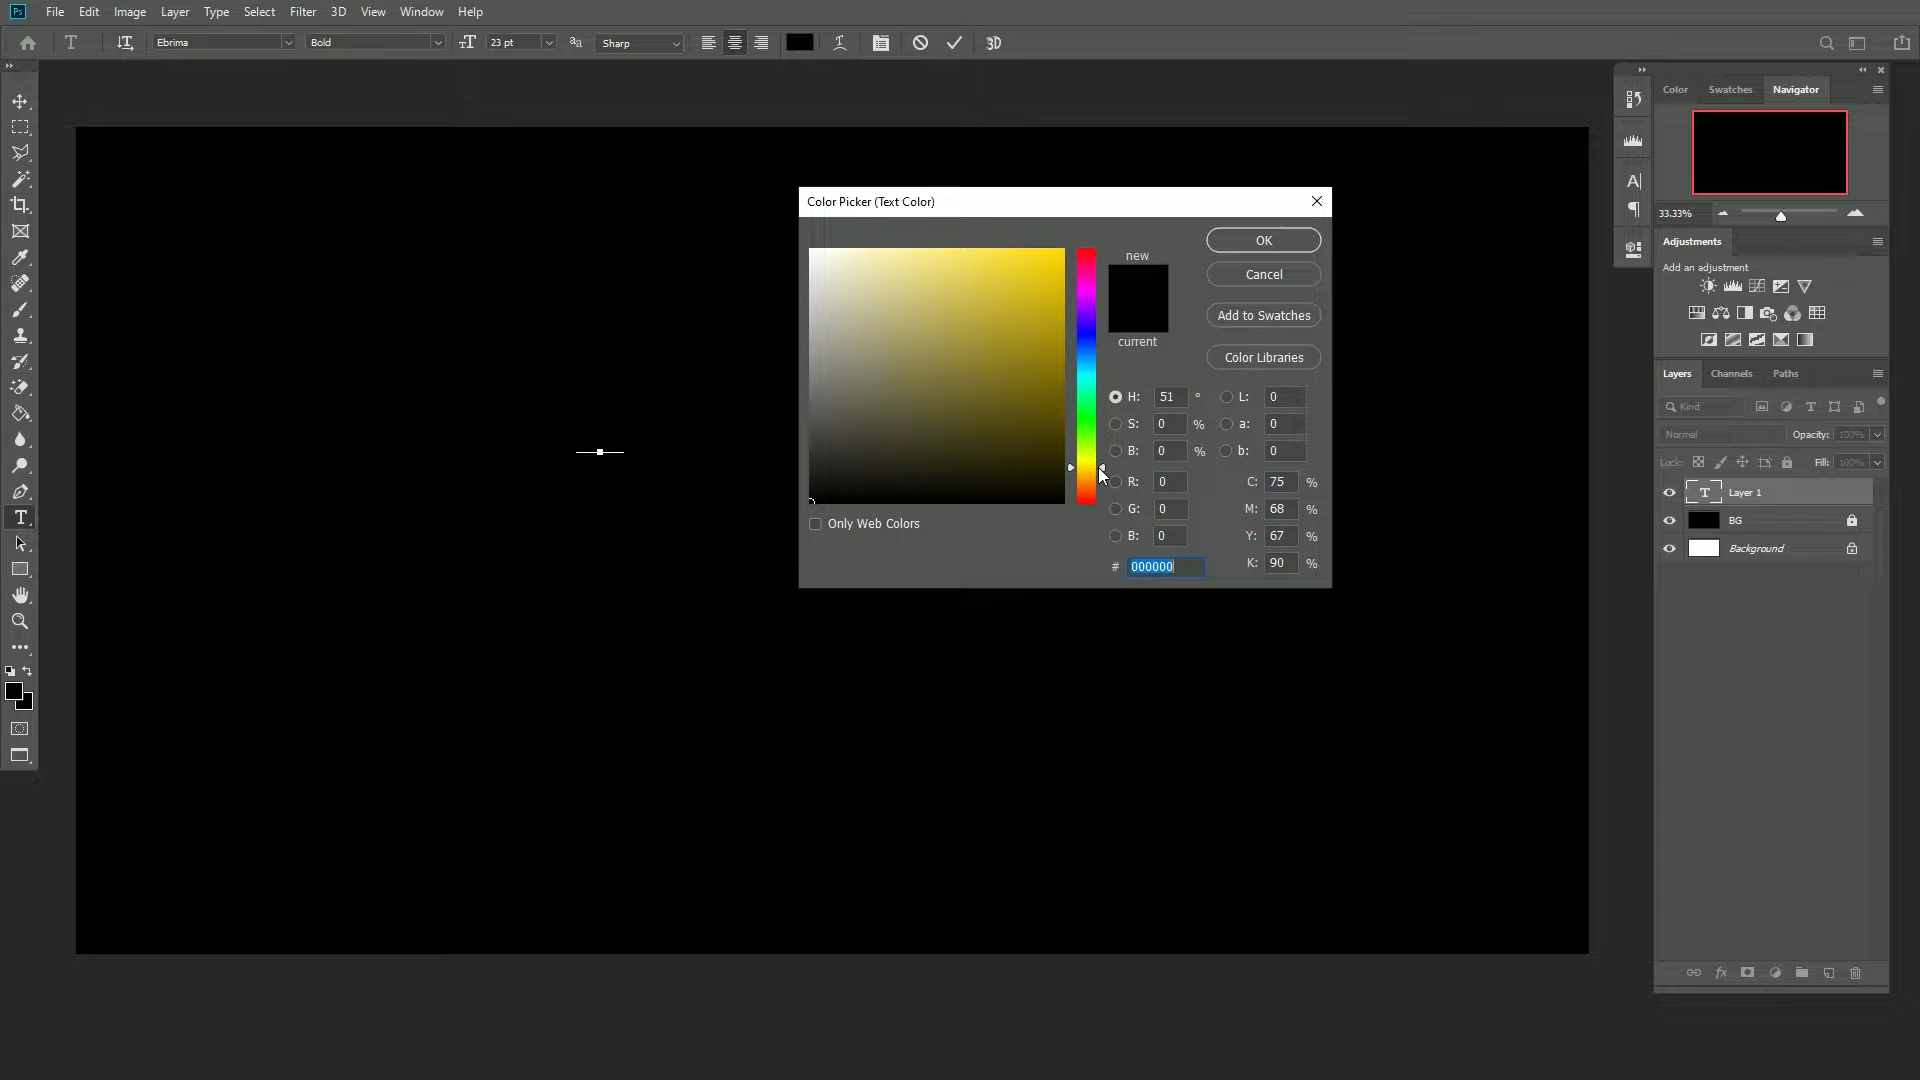 Ps File Edit Image Layer Type Select Filter 3D View Window Help
Ebrima Bold 23 pt Sharp 3D
Color Swatches Navigator
33.33%
Adjustments
Add an adjustment
Layers Channels Paths
Kind
Normal Opacity: 100%
Lock: Fill: 100%
Layer 1
BG
Background
Color Picker (Text Color)
new
current
OK
Cancel
Add to Swatches
Color Libraries
H: 51 ° L: 0
S: 0 % a: 0
B: 0 % b: 0
R: 0 C: 75 %
G: 0 M: 68 %
B: 0 Y: 67 %
# 000000 K: 90 %
Only Web Colors